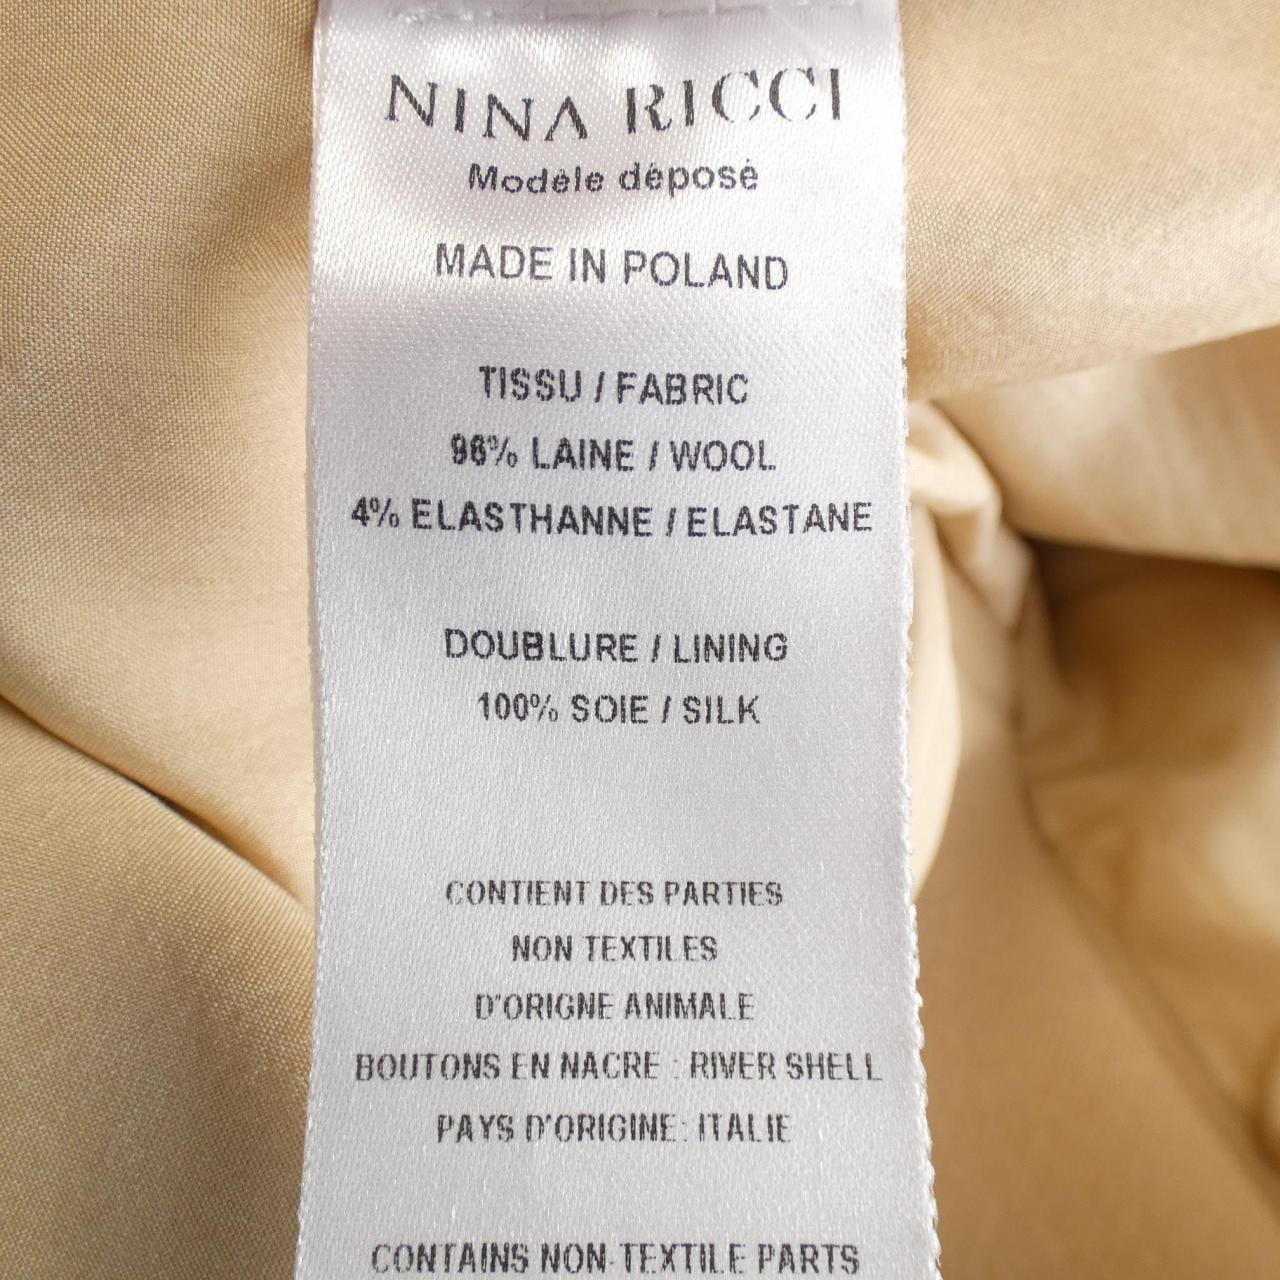 NINA RICCI
Modèle déposé
MADE IN POLAND
TISSU / FABRIC
96% LAINE / WOOL
4% ELASTHANNE / ELASTANE
DOUBLURE / LINING
100% SOIE / SILK
CONTIENT DES PARTIES
NON TEXTILES
D'ORIGNE ANIMALE
BOUTONS EN NACRE : RIVER SHELL
PAYS D'ORIGINE: ITALIE
CONTAINS NON-TEXTILE PARTS